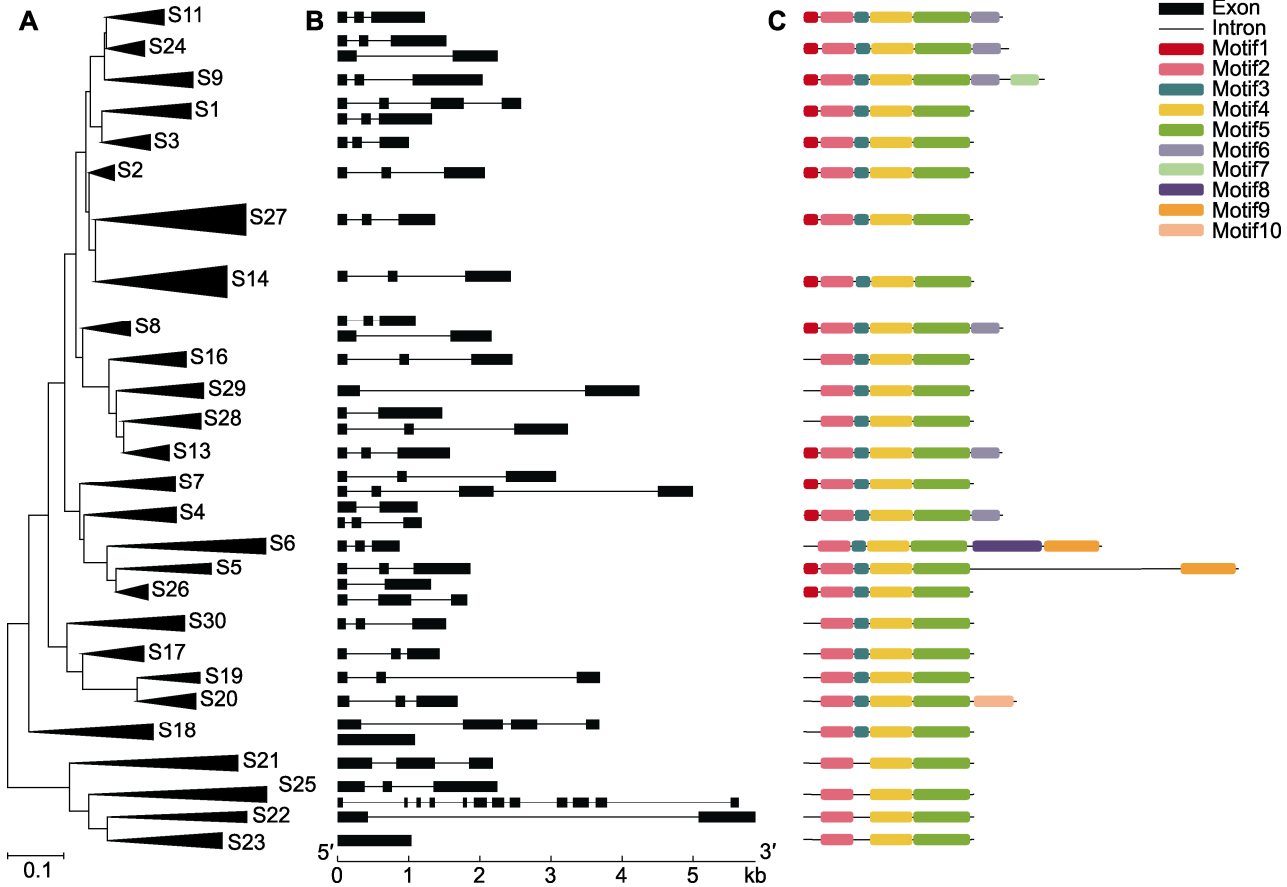 A
B
C
S11
S24
S9
S1
S3
S2
S27
S14
S8
S16
S29
S28
S13
S7
S4
S6
S5
S26
S30
S17
S19
S20
S18
S21
S25
S22
S23
0.1
5′
3′
0 1 2 3 4 5 kb
Exon
Intron
Motif1
Motif2
Motif3
Motif4
Motif5
Motif6
Motif7
Motif8
Motif9
Motif10